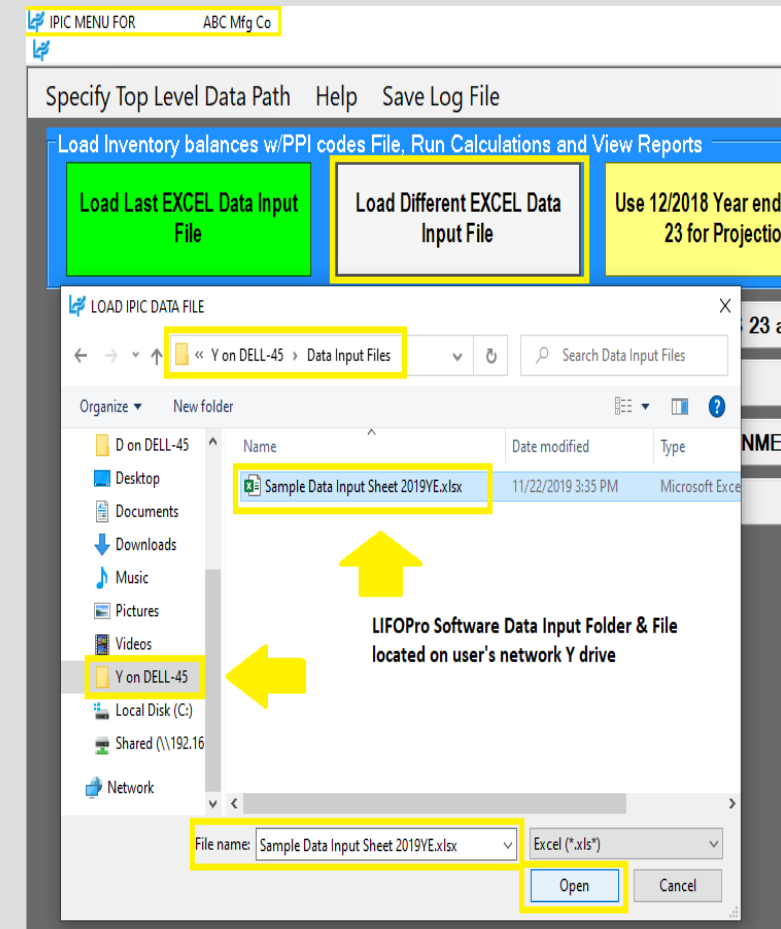 IPIC MENU FOR ABC Mfg Co
Specify Top Level Data Path Help Save Log File
Load Inventory balances w/PPI codes File, Run Calculations and View Reports
Load Last EXCEL Data Input
File
Load Different EXCEL Data
Input File
Use 12/2018 Year end
23 for Projectio
LOAD IPIC DATA FILE
23 a
« Y on DELL-45 › Data Input Files
Search Data Input Files
Organize New folder
Name Date modified Type
NME
D on DELL-45
Desktop
Documents
Downloads
Music
Pictures
Videos
Y on DELL-45
Local Disk (C:)
Shared (\\192.16
Network
Sample Data Input Sheet 2019YE.xlsx 11/22/2019 3:35 PM Microsoft Exce
LIFOPro Software Data Input Folder & File
located on user's network Y drive
File name: Sample Data Input Sheet 2019YE.xlsx Excel (*.xls*)
Open Cancel